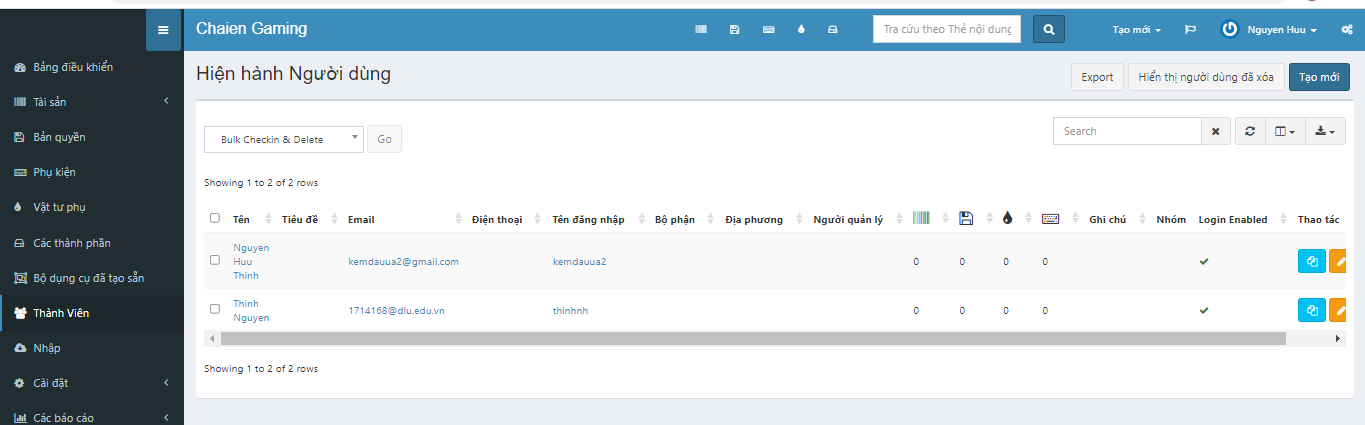 Chaien Gaming
Tra cứu theo Thẻ nội dung
Tạo mới
Nguyen Huu
Bảng điều khiển
Tài sản
Bản quyền
Phụ kiện
Vật tư phụ
Các thành phần
Bộ dụng cụ đã tạo sẵn
Thành Viên
Nhập
Cài đặt
Các báo cáo
Hiện hành Người dùng
Export
Hiển thị người dùng đã xóa
Tạo mới
Bulk Checkin & Delete
Go
Search
Showing 1 to 2 of 2 rows
Tên Tiêu đề Email Điện thoại Tên đăng nhập Bộ phận Địa phương Người quản lý Ghi chú Nhóm Login Enabled Thao tác
Nguyen
Huu
Thinh
kemdauua2@gmail.com kemdauua2 0 0 0 0
Thinh
Nguyen
1714168@dlu.edu.vn thinhnh 0 0 0 0
Showing 1 to 2 of 2 rows